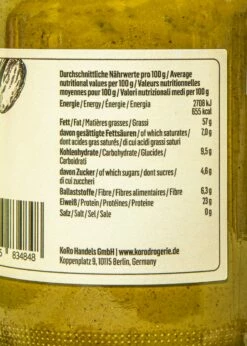 Durchschnittliche Nährwerte pro 100 g / Average
nutritional values per 100 g / Valeurs nutritionnelles
moyennes pour 100 g / Valori nutrizionali medi per 100 g
Energie / Energy / Énergie / Energia 2708 kJ
655 kcal
Fett / Fat / Matières grasses / Grassi 57 g
davon gesättigte Fettsäuren / of which saturates / 7,0 g
dont acides gras saturés / di cui acidi grassi saturi
Kohlenhydrate / Carbohydrate / Glucides / 9,5 g
Carboidrati
davon Zucker / of which sugars / dont sucres / 4,6 g
di cui zuccheri
Ballaststoffe / Fibre / Fibres alimentaires / Fibre 6,3 g
Eiweiß / Protein / Protéines / Proteine 23 g
Salz / Salt / Sel / Sale 0 g
834848
KoRo Handels GmbH | www.korodrogerie.de
Koppenplatz 9, 10115 Berlin, Germany